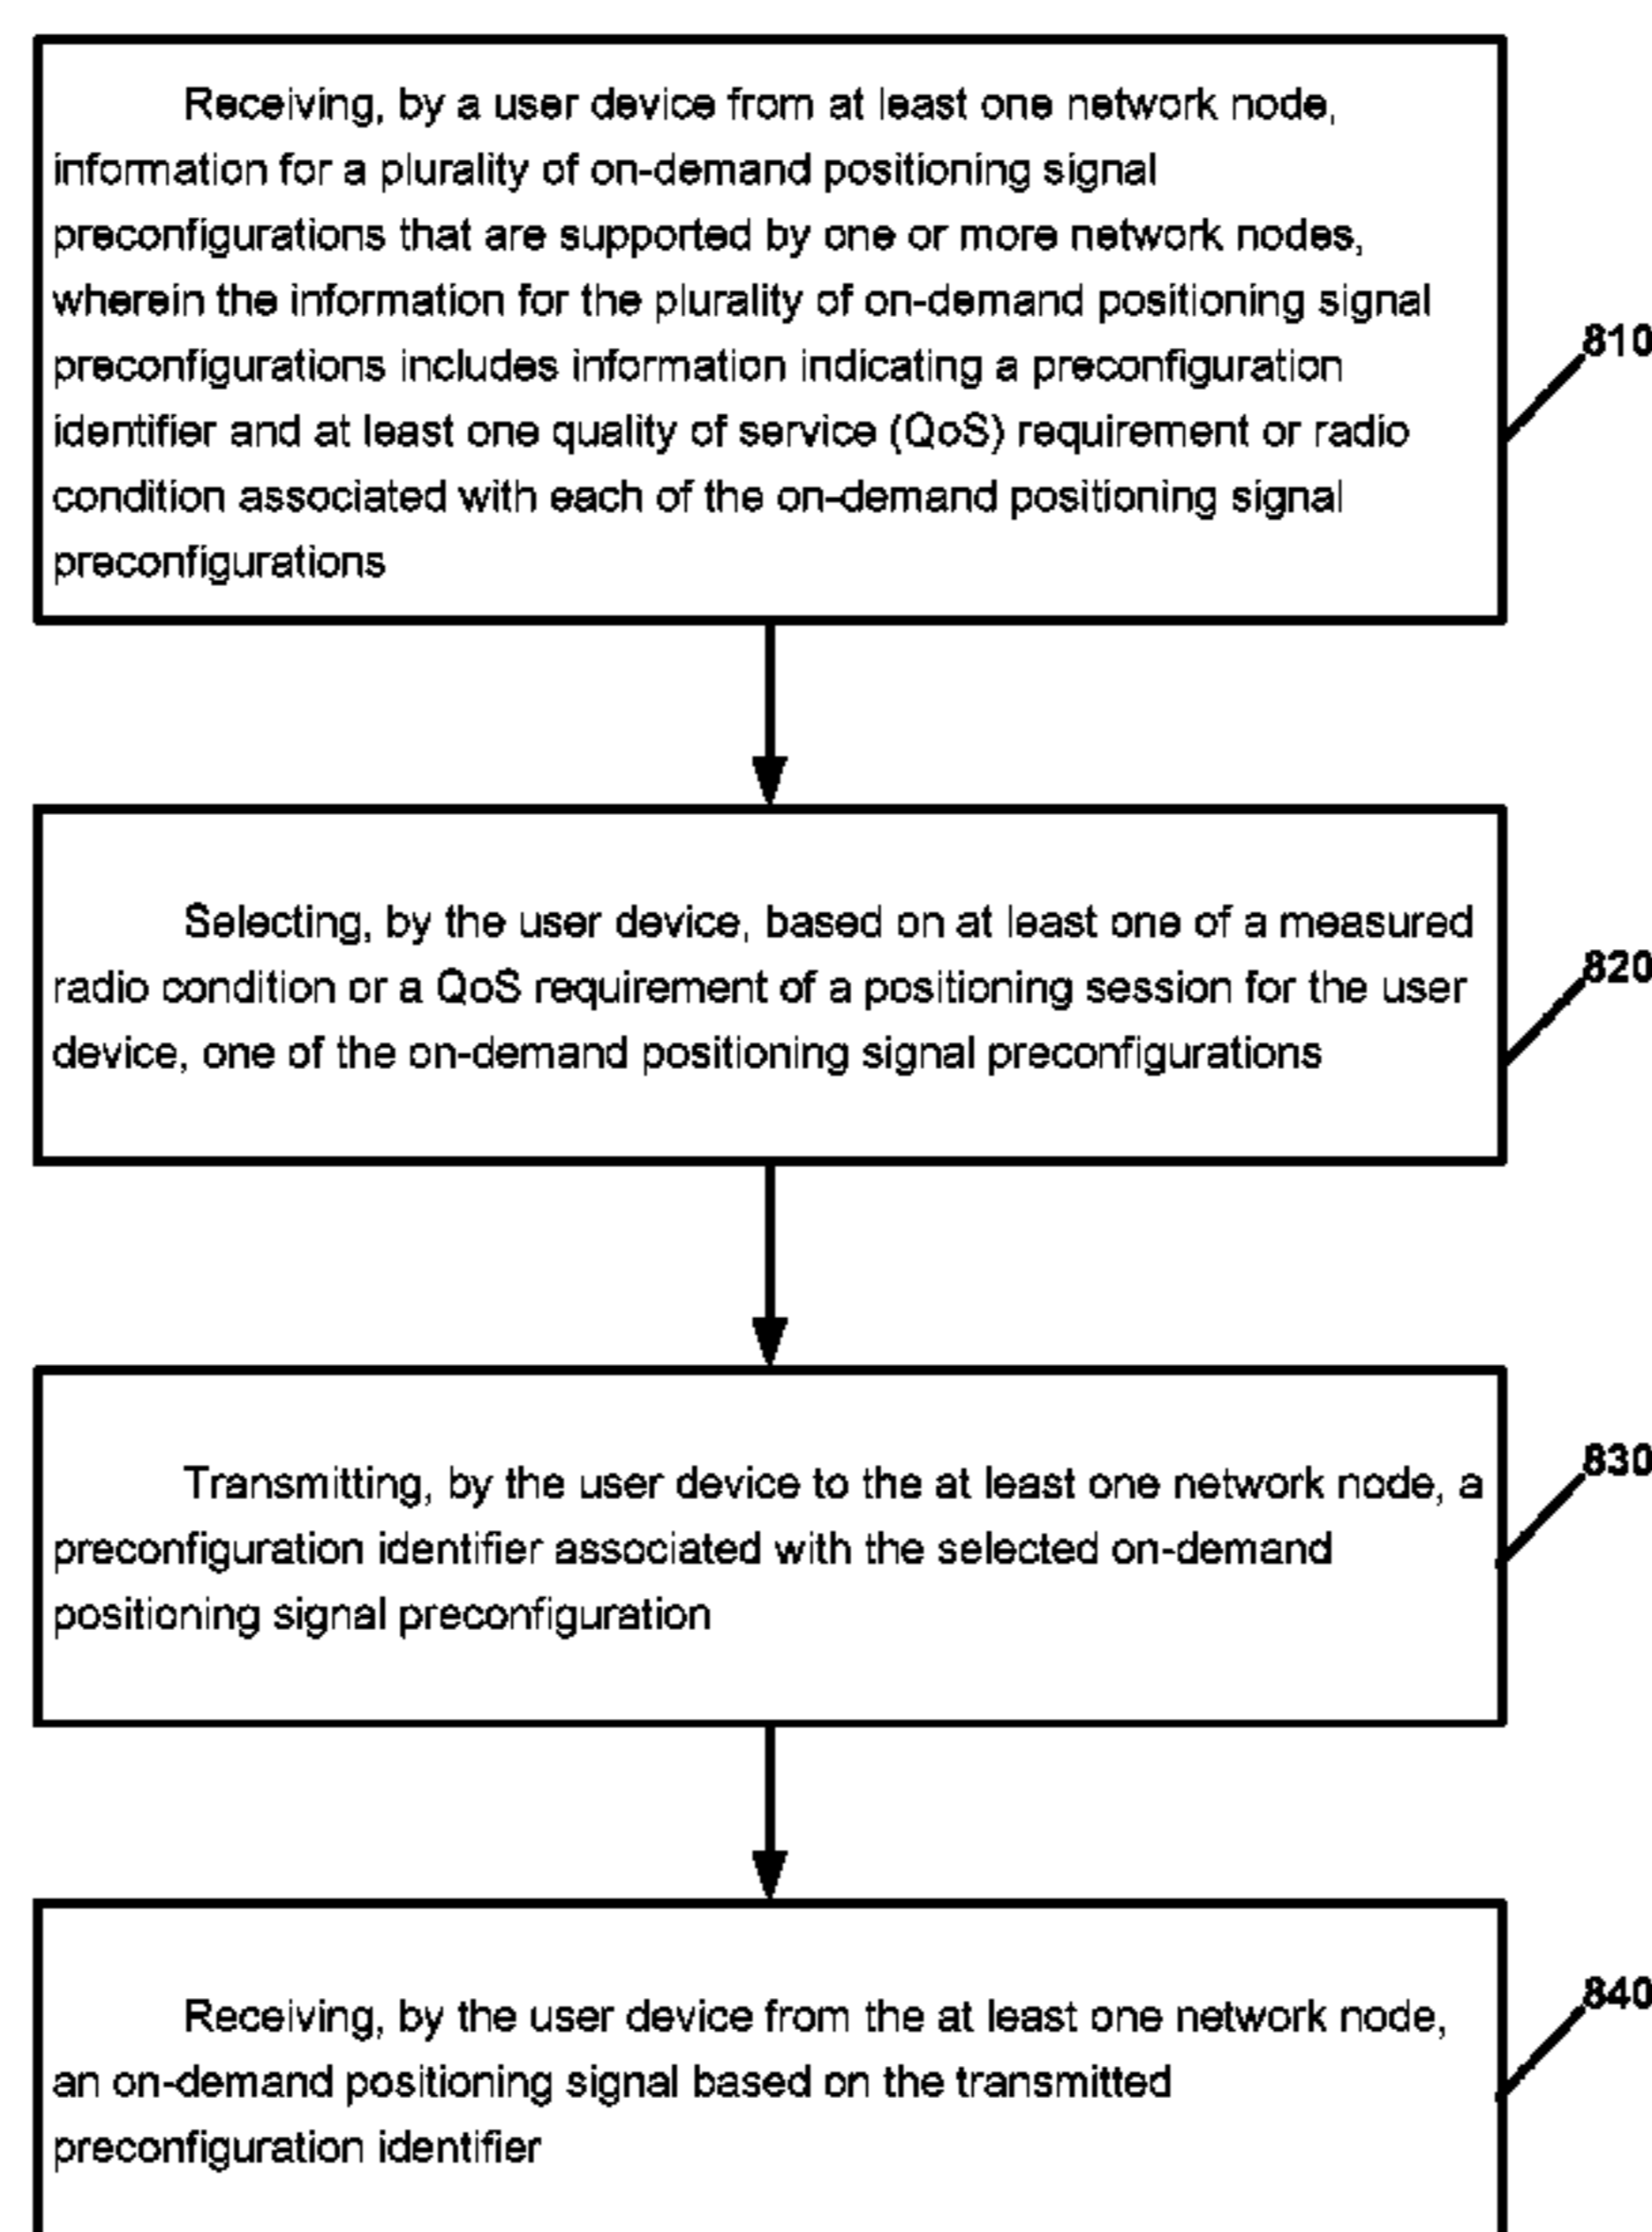 Receiving, by a user device from at least one network node,
information for a plurality of on-demand positioning signal
preconfigurations that are supported by one or more network nodes,
wherein the information for the plurality of on-demand positioning signal
preconfigurations includes information indicating a preconfiguration
identifier and at least one quality of service (QoS) requirement or radio
condition associated with each of the on-demand positioning signal
preconfigurations
810
Selecting, by the user device, based on at least one of a measured
radio condition or a QoS requirement of a positioning session for the user
device, one of the on-demand positioning signal preconfigurations
820
Transmitting, by the user device to the at least one network node, a
preconfiguration identifier associated with the selected on-demand
positioning signal preconfiguration
830
Receiving, by the user device from the at least one network node,
an on-demand positioning signal based on the transmitted
preconfiguration identifier
840